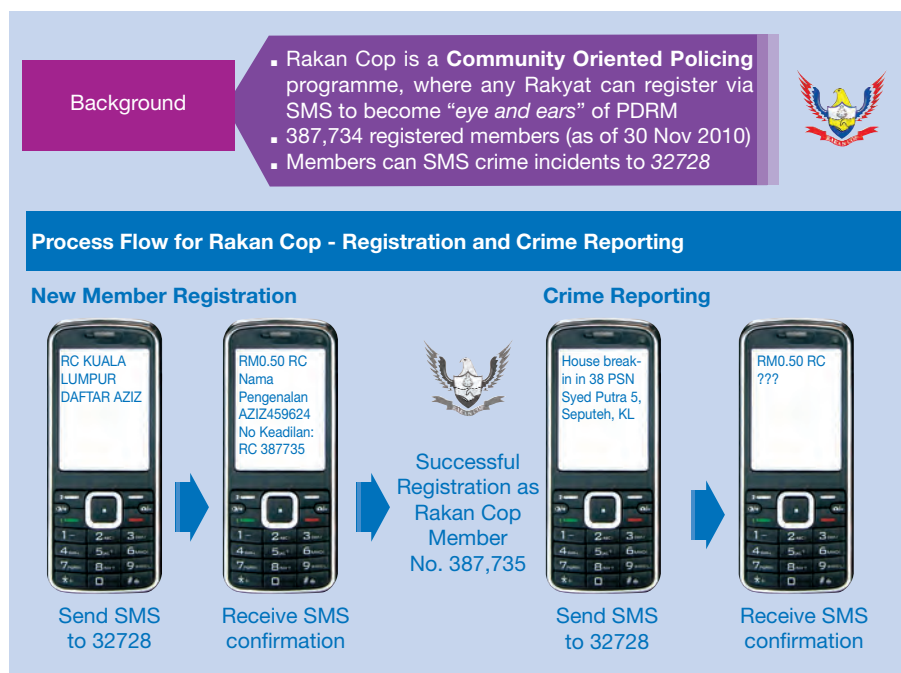 Background
▪ Rakan Cop is a Community Oriented Policing
programme, where any Rakyat can register via
SMS to become “eye and ears” of PDRM
▪ 387,734 registered members (as of 30 Nov 2010)
▪ Members can SMS crime incidents to 32728
RAKAN COP
Process Flow for Rakan Cop - Registration and Crime Reporting
New Member Registration
RC KUALA
LUMPUR
DAFTAR AZIZ
Send SMS
to 32728
RM0.50 RC
Nama
Pengenalan
AZIZ459624
No Keadilan:
RC 387735
Receive SMS
confirmation
RAKAN COP
Successful
Registration as
Rakan Cop
Member
No. 387,735
Crime Reporting
House break-
in in 38 PSN
Syed Putra 5,
Seputeh, KL
Send SMS
to 32728
RM0.50 RC
???
Receive SMS
confirmation